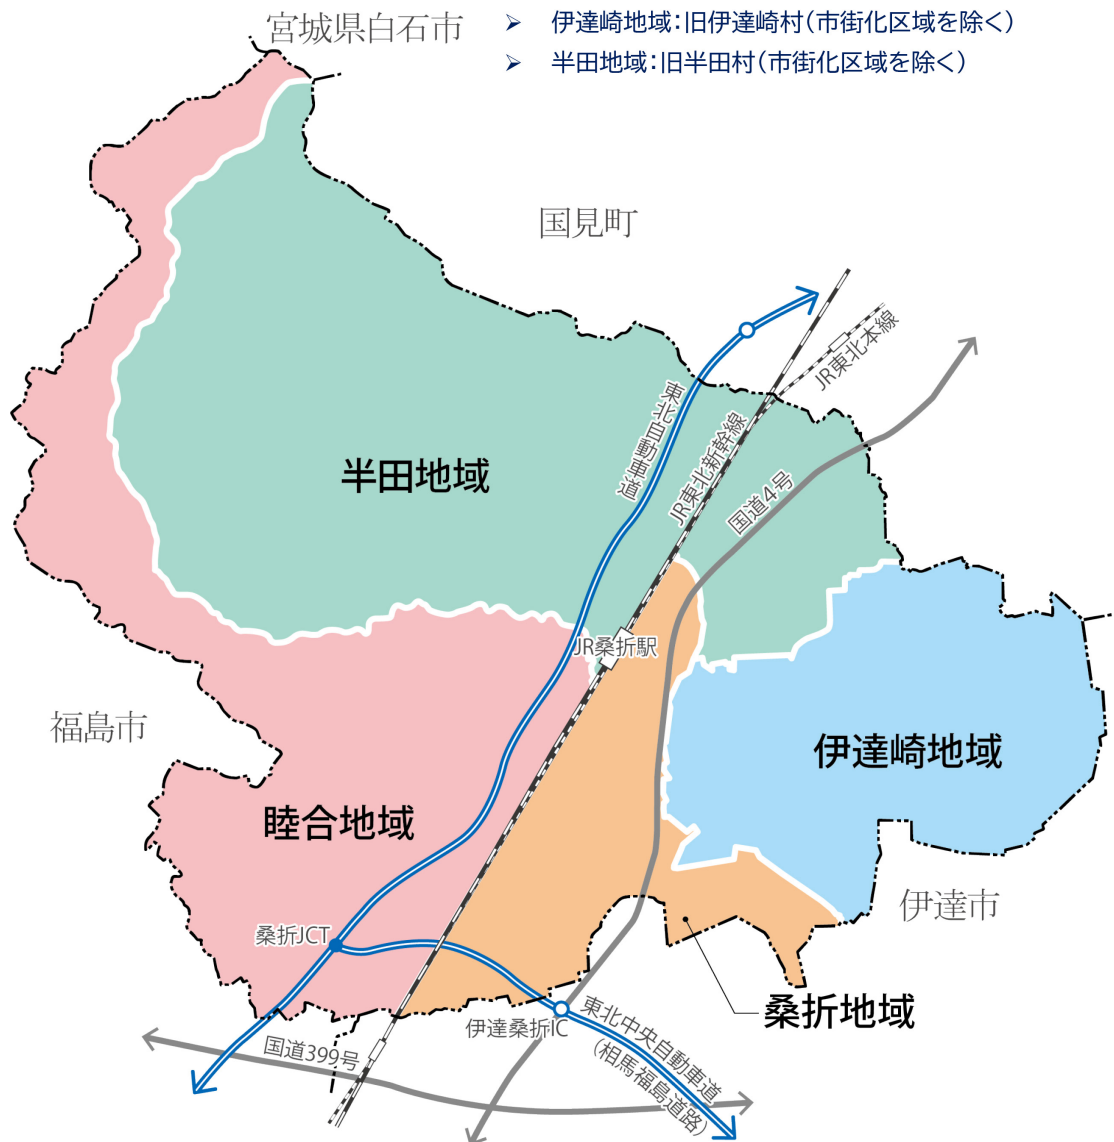 宮城県白石市
➢ 伊達崎地域：旧伊達崎村（市街化区域を除く）
➢ 半田地域：旧半田村（市街化区域を除く）
国見町
JR東北本線
東北自動車道
JR東北新幹線
半田地域
国道4号
JR桑折駅
福島市
伊達崎地域
睦合地域
伊達市
桑折JCT
桑折地域
伊達桑折IC
東北中央自動車道
（相馬福島道路）
国道399号